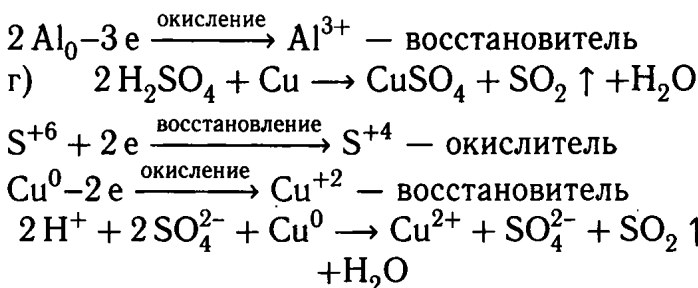 2 Al₀–3 e окисление⟶ Al³⁺ — восстановитель
г) 2 H₂SO₄ + Cu ⟶ CuSO₄ + SO₂ ↑ +H₂O
S⁺⁶ + 2 e восстановление⟶ S⁺⁴ — окислитель
Cu⁰–2 e окисление⟶ Cu⁺² — восстановитель
2 H⁺ + 2 SO₄²⁻ + Cu⁰ ⟶ Cu²⁺ + SO₄²⁻ + SO₂ ↑
+H₂O